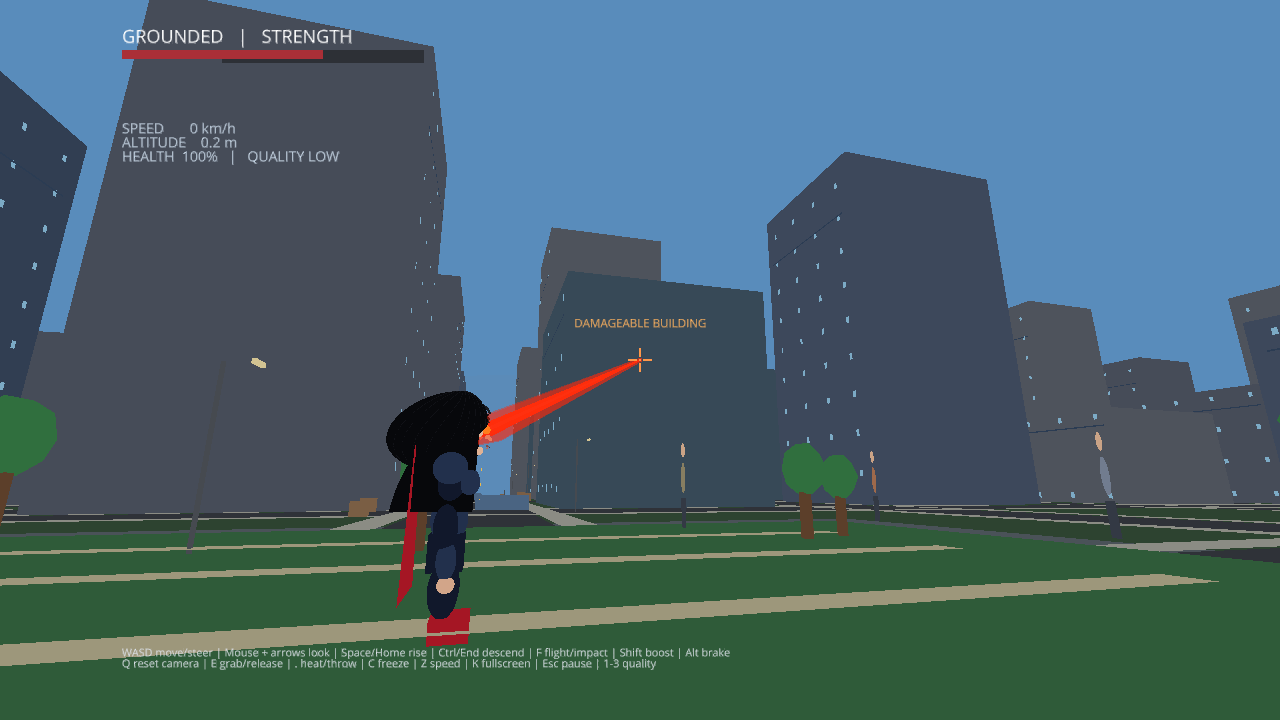 GROUNDED | STRENGTH
SPEED 0 km/h
ALTITUDE 0.2 m
HEALTH 100% | QUALITY LOW
DAMAGEABLE BUILDING
WASD move/steer | Mouse + arrows look | Space/Home rise | Ctrl/End descend | F flight/impact | Shift boost | Alt brake
Q reset camera | E grab/release | . heat/throw | C freeze | Z speed | K fullscreen | Esc pause | 1-3 quality